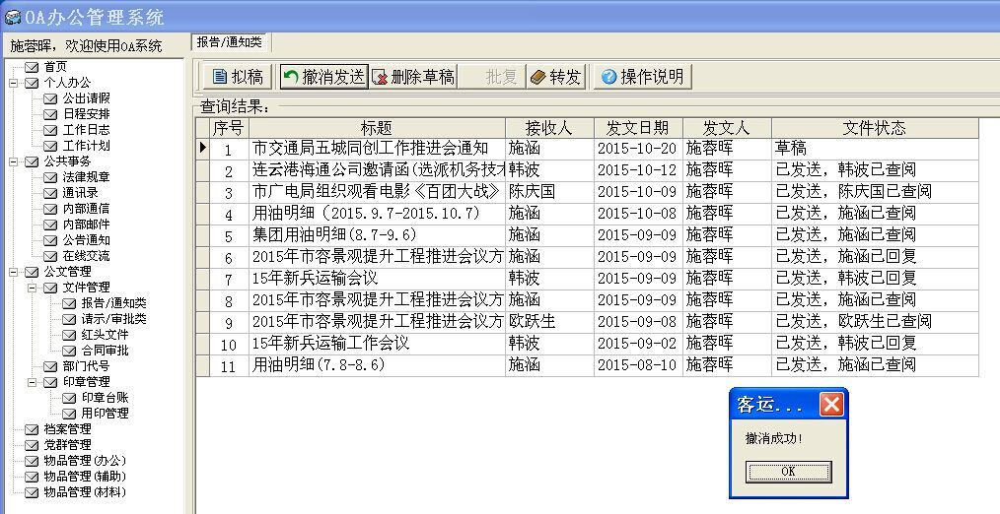 OA办公管理系统
施蓉晖，欢迎使用OA系统
报告/通知类
首页
个人办公
公出请假
日程安排
工作日志
工作计划
公共事务
法律规章
通讯录
内部通信
内部邮件
公告通知
在线交流
公文管理
文件管理
报告/通知类
请示/审批类
红头文件
合同审批
部门代号
印章管理
印章台账
用印管理
档案管理
党群管理
物品管理(办公)
物品管理(辅助)
物品管理(材料)
拟稿 撤消发送 删除草稿 批复 转发 操作说明
查询结果:
序号 标题 接收人 发文日期 发文人 文件状态
1 市交通局五城同创工作推进会通知 施涵 2015-10-20 施蓉晖 草稿
2 连云港海通公司邀请函(选派机务技术 韩波 2015-10-12 施蓉晖 已发送，韩波已查阅
3 市广电局组织观看电影《百团大战》 陈庆国 2015-10-09 施蓉晖 已发送，陈庆国已查阅
4 用油明细（2015.9.7-2015.10.7) 施涵 2015-10-08 施蓉晖 已发送，施涵已查阅
5 集团用油明细(8.7-9.6) 施涵 2015-09-09 施蓉晖 已发送，施涵已查阅
6 2015年市容景观提升工程推进会议方 施涵 2015-09-09 施蓉晖 已发送，施涵已回复
7 15年新兵运输会议 韩波 2015-09-09 施蓉晖 已发送，韩波已回复
8 2015年市容景观提升工程推进会议方 施涵 2015-09-09 施蓉晖 已发送，施涵已查阅
9 2015年市容景观提升工程推进会议方 欧跃生 2015-09-08 施蓉晖 已发送，欧跃生已查阅
10 15年新兵运输工作会议 韩波 2015-09-02 施蓉晖 已发送，韩波已回复
11 用油明细(7.8-8.6) 施涵 2015-08-10 施蓉晖 已发送，施涵已查阅
客运...
撤消成功!
OK